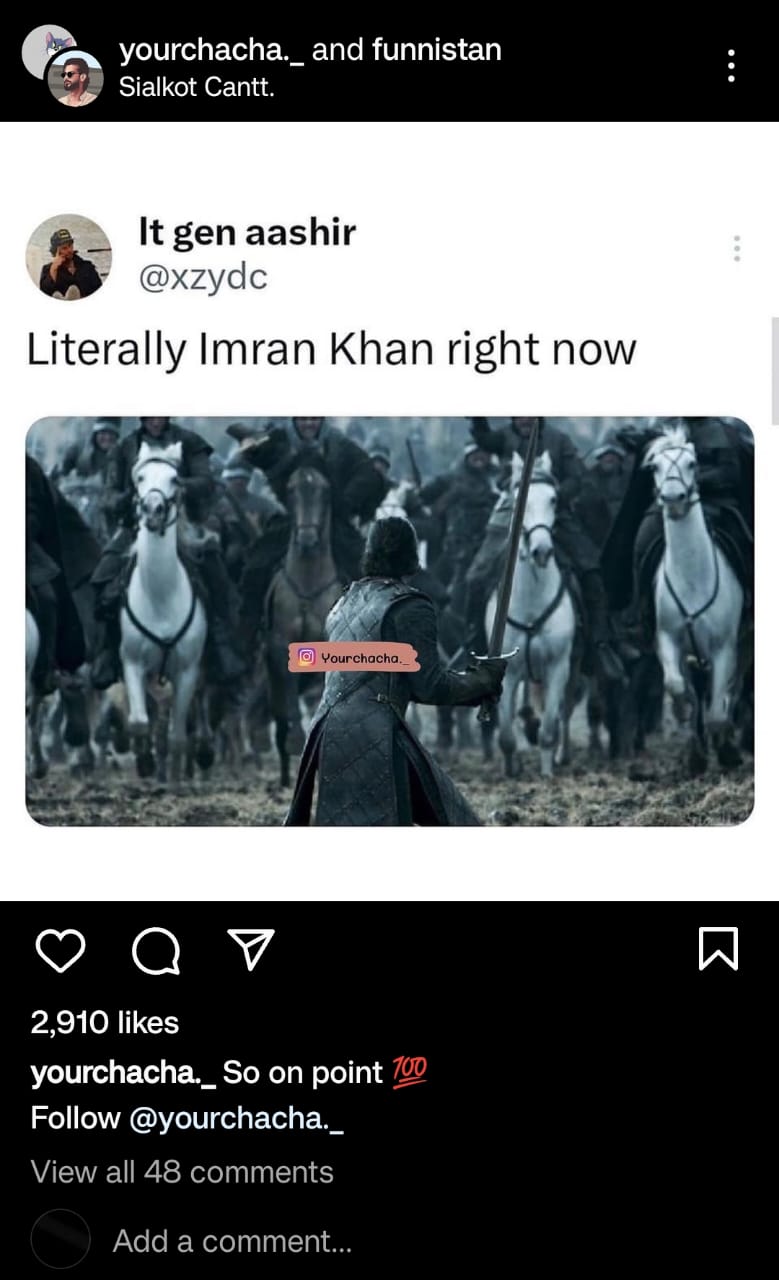 yourchacha._ and funnistan
Sialkot Cantt.
lt gen aashir
@xzydc
Literally Imran Khan right now
Yourchacha._
2,910 likes
yourchacha._ So on point 💯
Follow @yourchacha._
View all 48 comments
Add a comment...